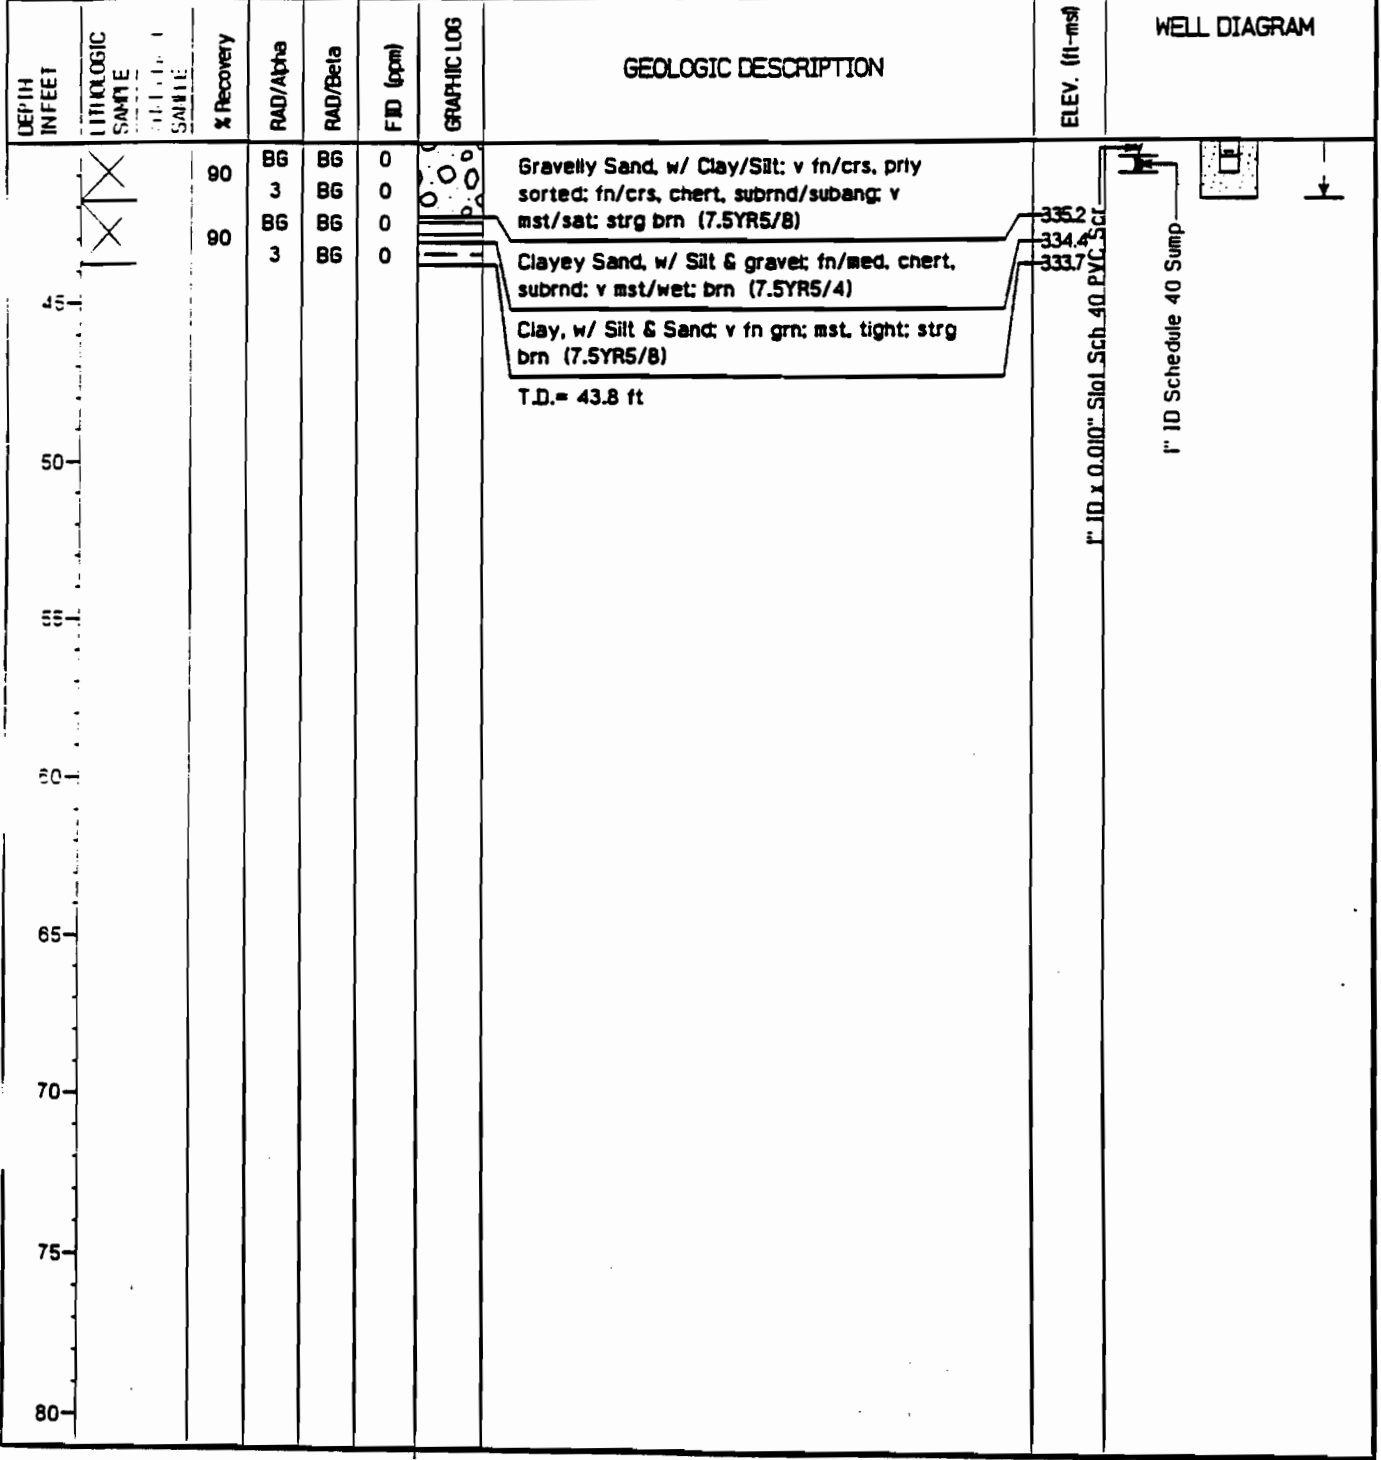 DEPTH
IN FEET
LITHOLOGIC
SAMPLE
SAMPLE
% Recovery
RAD/Alpha
RAD/Beta
FID (ppm)
GRAPHIC LOG
GEOLOGIC DESCRIPTION
ELEV. (ft-msl)
WELL DIAGRAM
90 BG BG 0
3 BG 0
90 BG BG 0
3 BG 0
Gravelly Sand, w/ Clay/Silt; v fn/crs, prly
sorted; fn/crs, chert, subrnd/subang; v
mst/sat; strg brn (7.5YR5/8)
Clayey Sand, w/ Silt & gravel; fn/med, chert,
subrnd; v mst/wet; brn (7.5YR5/4)
Clay, w/ Silt & Sand; v fn grn; mst, tight; strg
brn (7.5YR5/8)
T.D.= 43.8 ft
335.2
334.4
333.7
1" ID x 0.010" Slot Sch 40 PVC Scr
1" ID Schedule 40 Sump
45
50
55
60
65
70
75
80